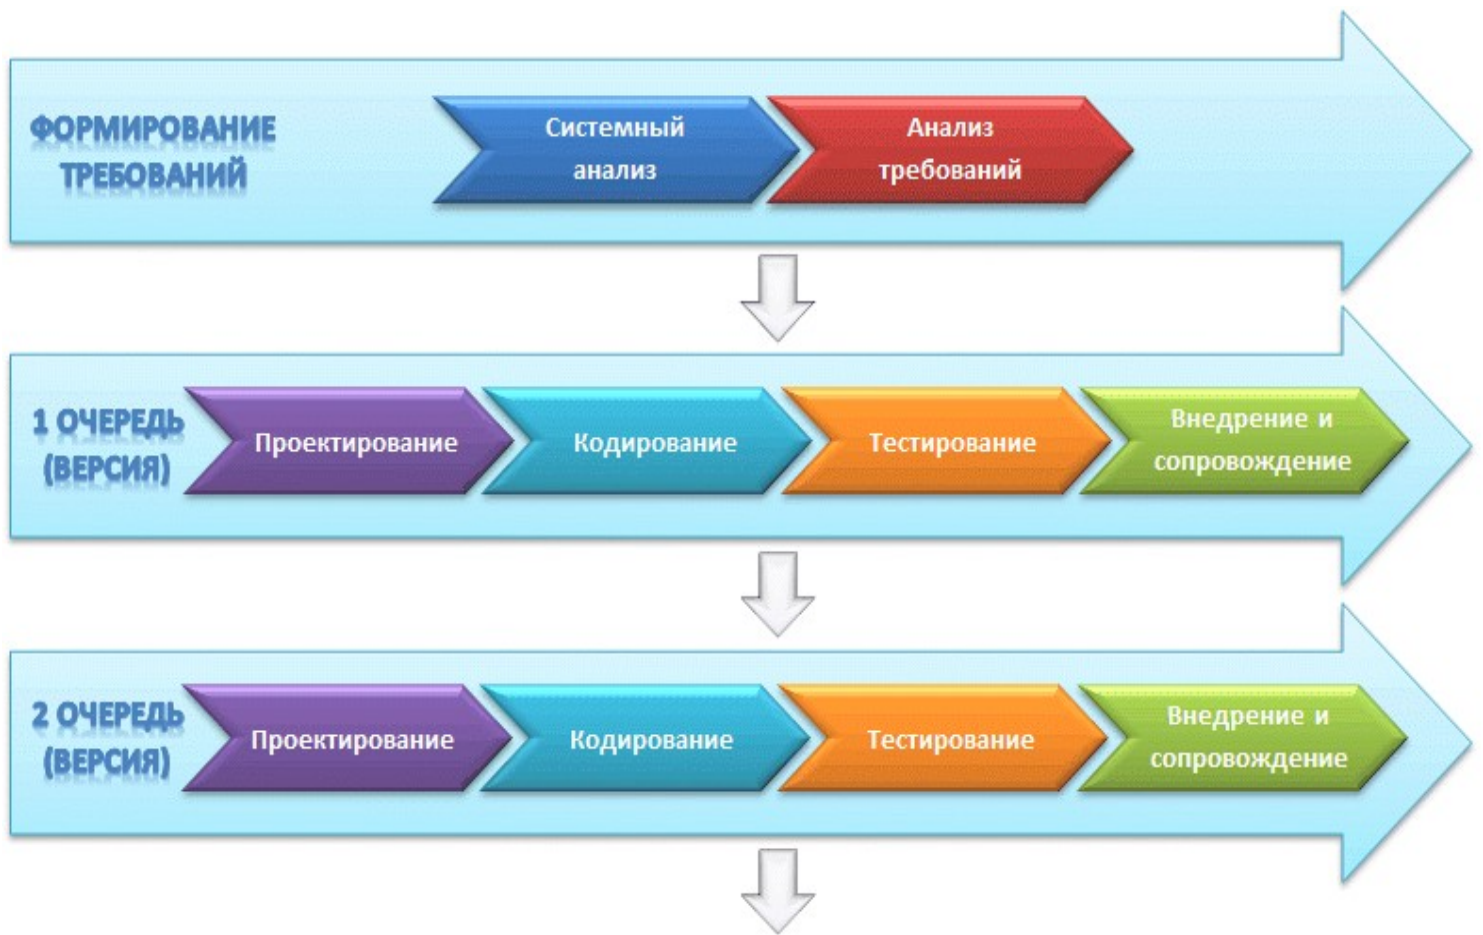 ФОРМИРОВАНИЕ
ТРЕБОВАНИЙ
Системный
анализ
Анализ
требований
1 ОЧЕРЕДЬ
(ВЕРСИЯ)
Проектирование
Кодирование
Тестирование
Внедрение и
сопровождение
2 ОЧЕРЕДЬ
(ВЕРСИЯ)
Проектирование
Кодирование
Тестирование
Внедрение и
сопровождение